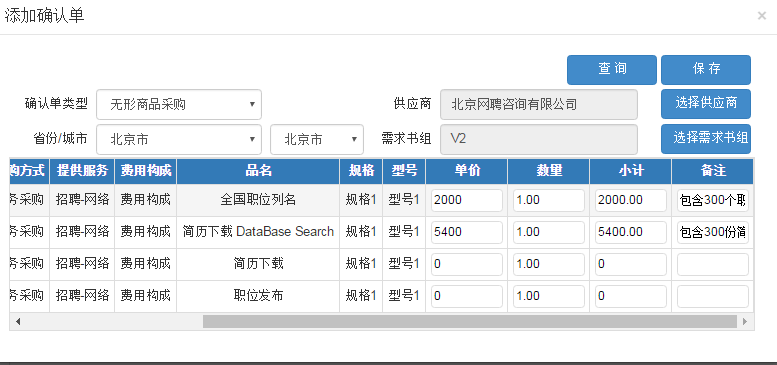 添加确认单 ×
查 询 保 存
确认单类型 无形商品采购 供应商 北京网聘咨询有限公司 选择供应商
省份/城市 北京市 北京市 需求书组 V2 选择需求书组
购方式 提供服务 费用构成 品名 规格 型号 单价 数量 小计 备注
务采购 招聘-网络 费用构成 全国职位列名 规格1 型号1 2000 1.00 2000.00 包含300个职
务采购 招聘-网络 费用构成 简历下载 DataBase Search 规格1 型号1 5400 1.00 5400.00 包含300份简
务采购 招聘-网络 费用构成 简历下载 规格1 型号1 0 1.00 0
务采购 招聘-网络 费用构成 职位发布 规格1 型号1 0 1.00 0